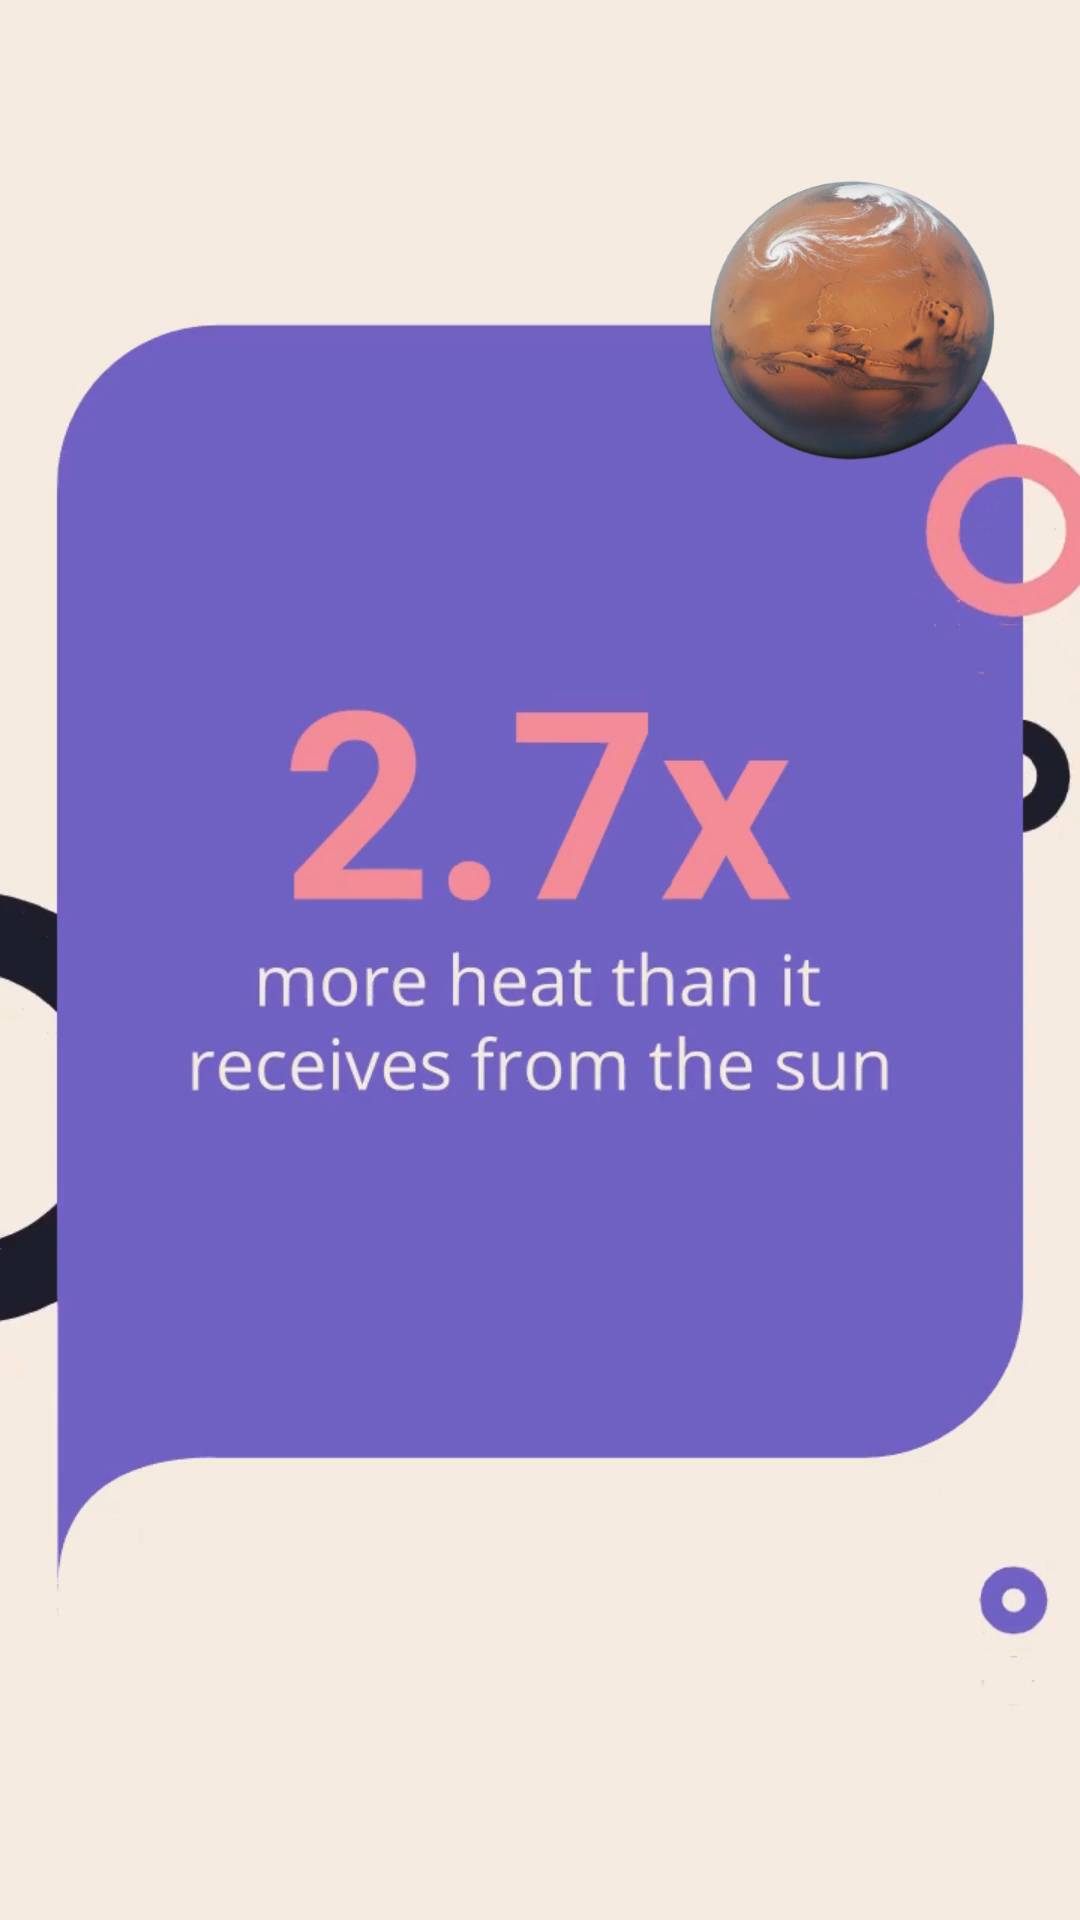 2.7x
more heat than it
receives from the sun